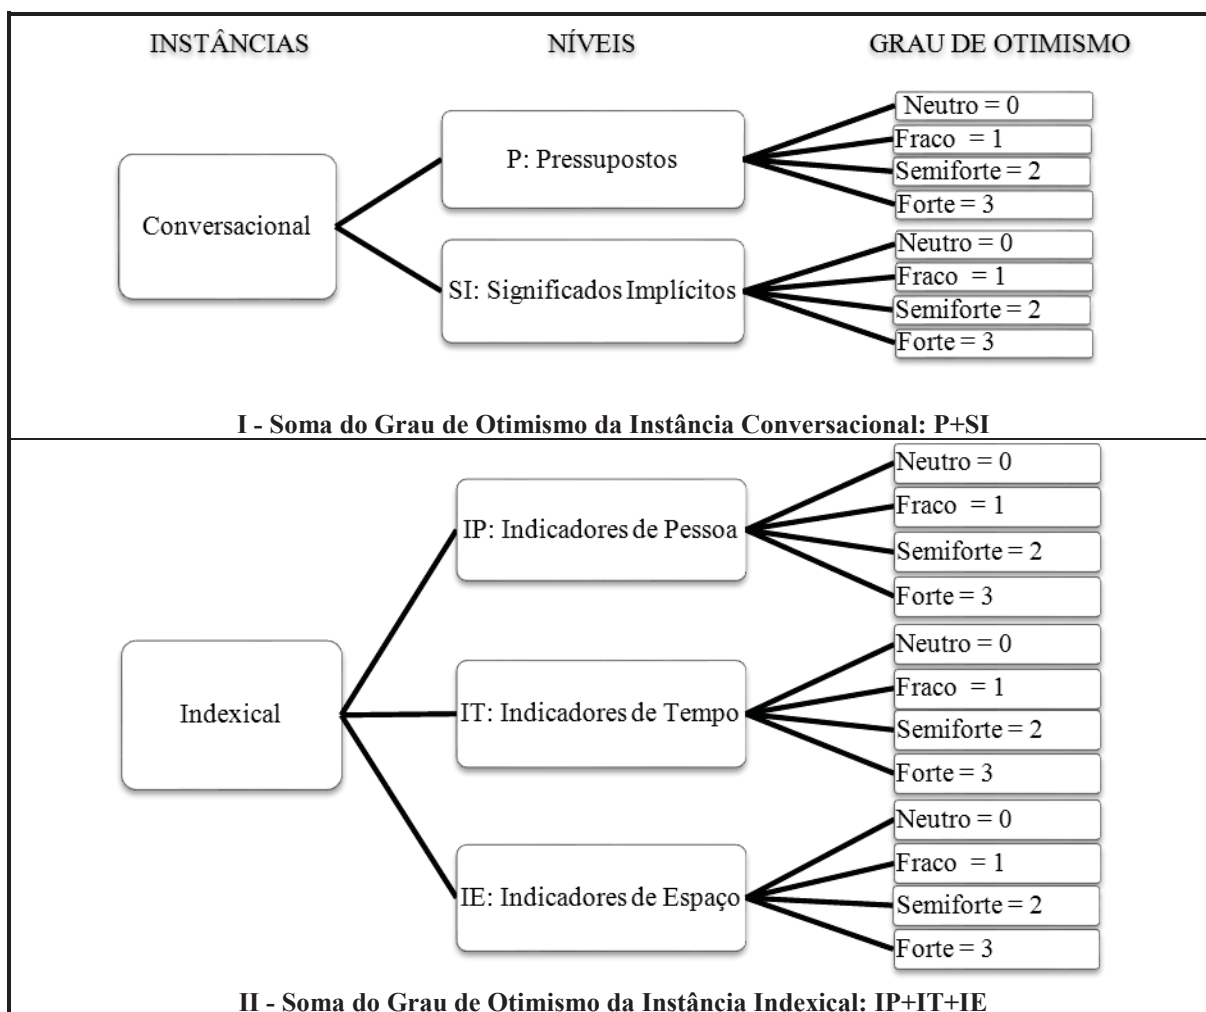 INSTÂNCIAS NÍVEIS GRAU DE OTIMISMO
Conversacional
P: Pressupostos
Neutro = 0
Fraco = 1
Semiforte = 2
Forte = 3
SI: Significados Implícitos
Neutro = 0
Fraco = 1
Semiforte = 2
Forte = 3
I - Soma do Grau de Otimismo da Instância Conversacional: P+SI
Indexical
IP: Indicadores de Pessoa
Neutro = 0
Fraco = 1
Semiforte = 2
Forte = 3
IT: Indicadores de Tempo
Neutro = 0
Fraco = 1
Semiforte = 2
Forte = 3
IE: Indicadores de Espaço
Neutro = 0
Fraco = 1
Semiforte = 2
Forte = 3
II - Soma do Grau de Otimismo da Instância Indexical: IP+IT+IE